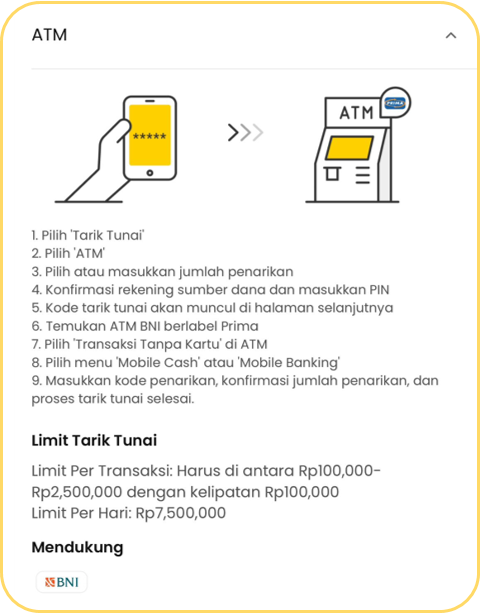 ATM
*****
ATM
PRIMA
1. Pilih 'Tarik Tunai'
2. Pilih 'ATM'
3. Pilih atau masukkan jumlah penarikan
4. Konfirmasi rekening sumber dana dan masukkan PIN
5. Kode tarik tunai akan muncul di halaman selanjutnya
6. Temukan ATM BNI berlabel Prima
7. Pilih 'Transaksi Tanpa Kartu' di ATM
8. Pilih menu 'Mobile Cash' atau 'Mobile Banking'
9. Masukkan kode penarikan, konfirmasi jumlah penarikan, dan
proses tarik tunai selesai.
Limit Tarik Tunai
Limit Per Transaksi: Harus di antara Rp100,000-
Rp2,500,000 dengan kelipatan Rp100,000
Limit Per Hari: Rp7,500,000
Mendukung
BNI